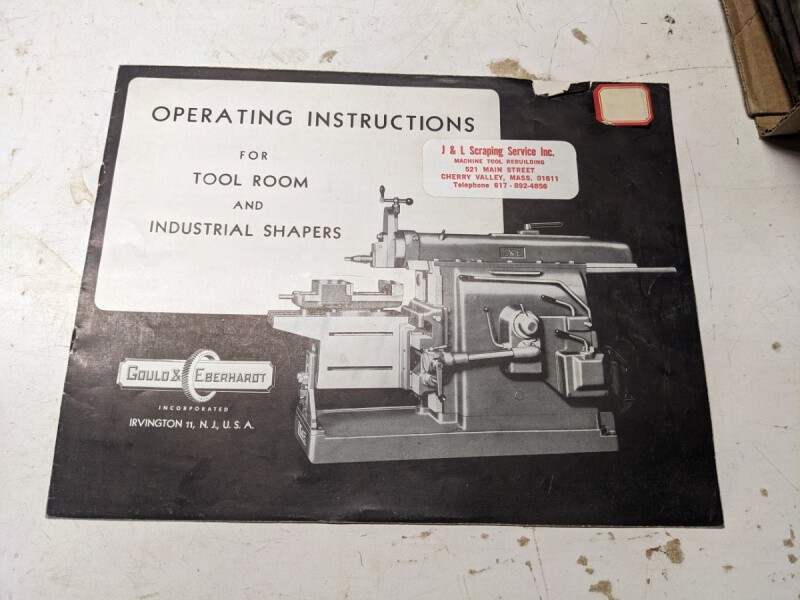 OPERATING INSTRUCTIONS
FOR
TOOL ROOM
AND
INDUSTRIAL SHAPERS
J & L Scraping Service Inc.
MACHINE TOOL REBUILDING
521 MAIN STREET
CHERRY VALLEY, MASS. 01611
Telephone 617 - 892-4856
GOULD & EBERHARDT
INCORPORATED
IRVINGTON 11, N. J., U. S. A.